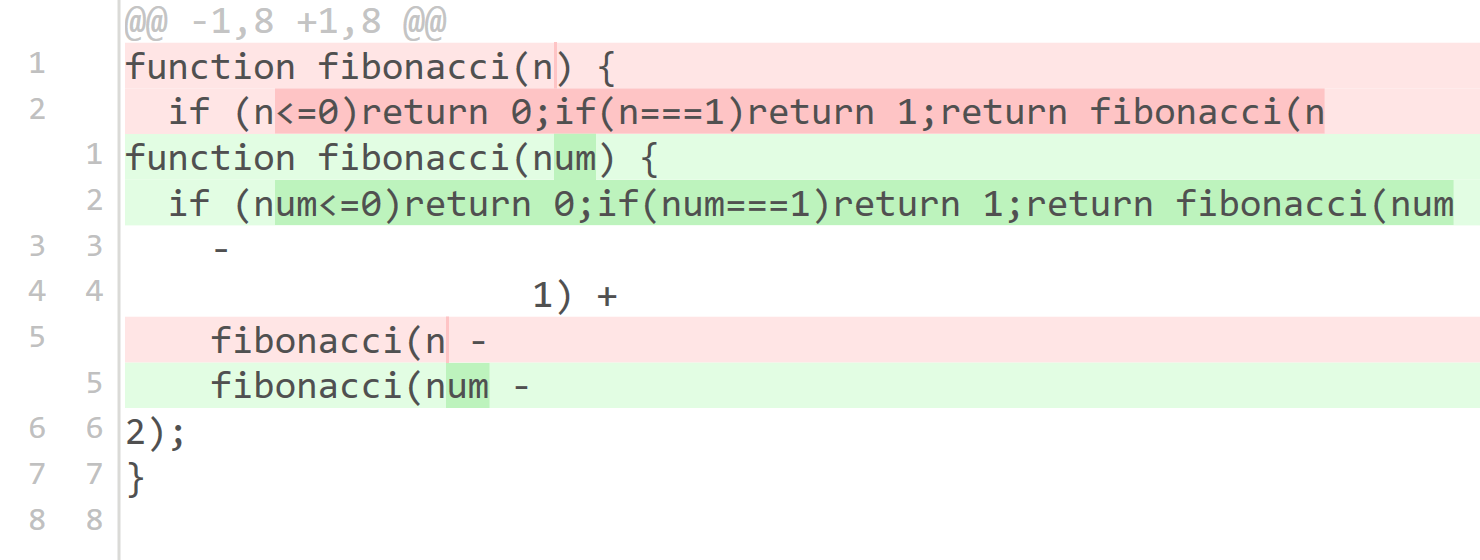 @@ -1,8 +1,8 @@
1 function fibonacci(n) {
2   if (n<=0)return 0;if(n===1)return 1;return fibonacci(n
1 function fibonacci(num) {
2   if (num<=0)return 0;if(num===1)return 1;return fibonacci(num
3 3     -
4 4                    1) +
5     fibonacci(n -
5     fibonacci(num -
6 6 2);
7 7 }
8 8